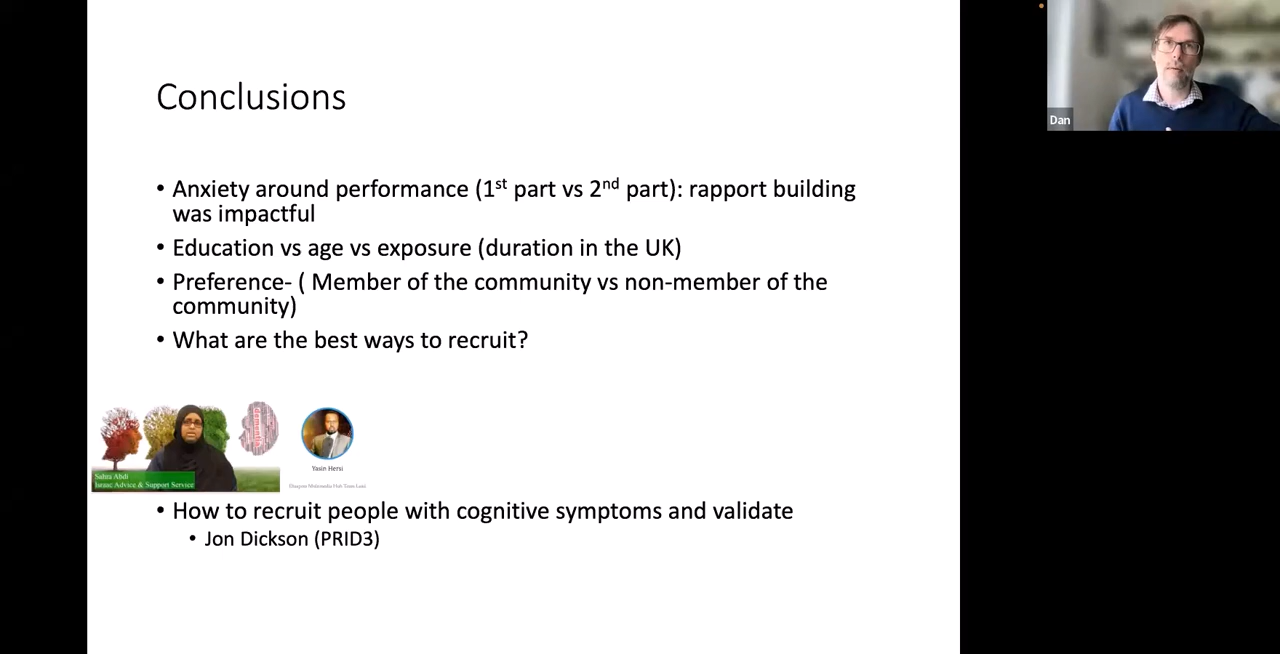 Conclusions
• Anxiety around performance (1st part vs 2nd part): rapport building
was impactful
• Education vs age vs exposure (duration in the UK)
• Preference- ( Member of the community vs non-member of the
community)
• What are the best ways to recruit?
dementia
Sahra Abdi
Israac Advice & Support Service
Yasin Hersi
• How to recruit people with cognitive symptoms and validate
• Jon Dickson (PRID3)
Dan